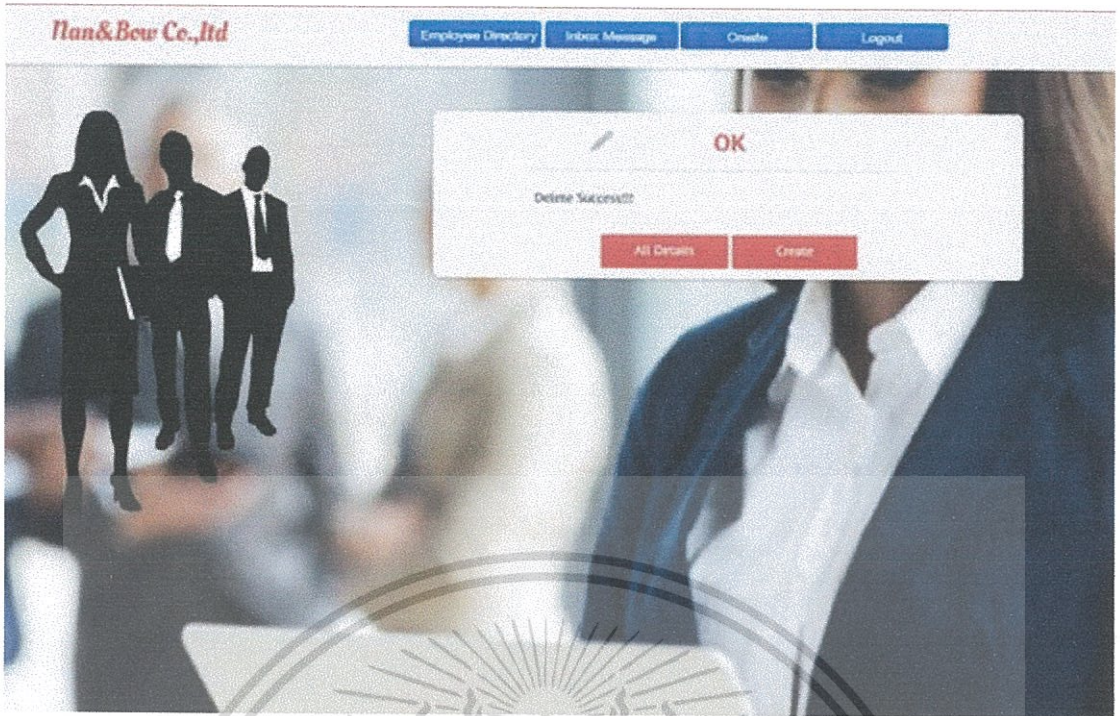 Nan&Bow Co.,ltd
Employee Directory Inbox Message Create Logout
OK
Delete Success!!!
All Details Create